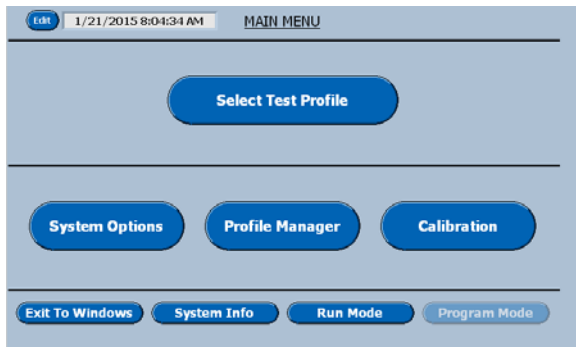 Edit 1/21/2015 8:04:34 AM MAIN MENU
Select Test Profile
System Options Profile Manager Calibration
Exit To Windows System Info Run Mode Program Mode